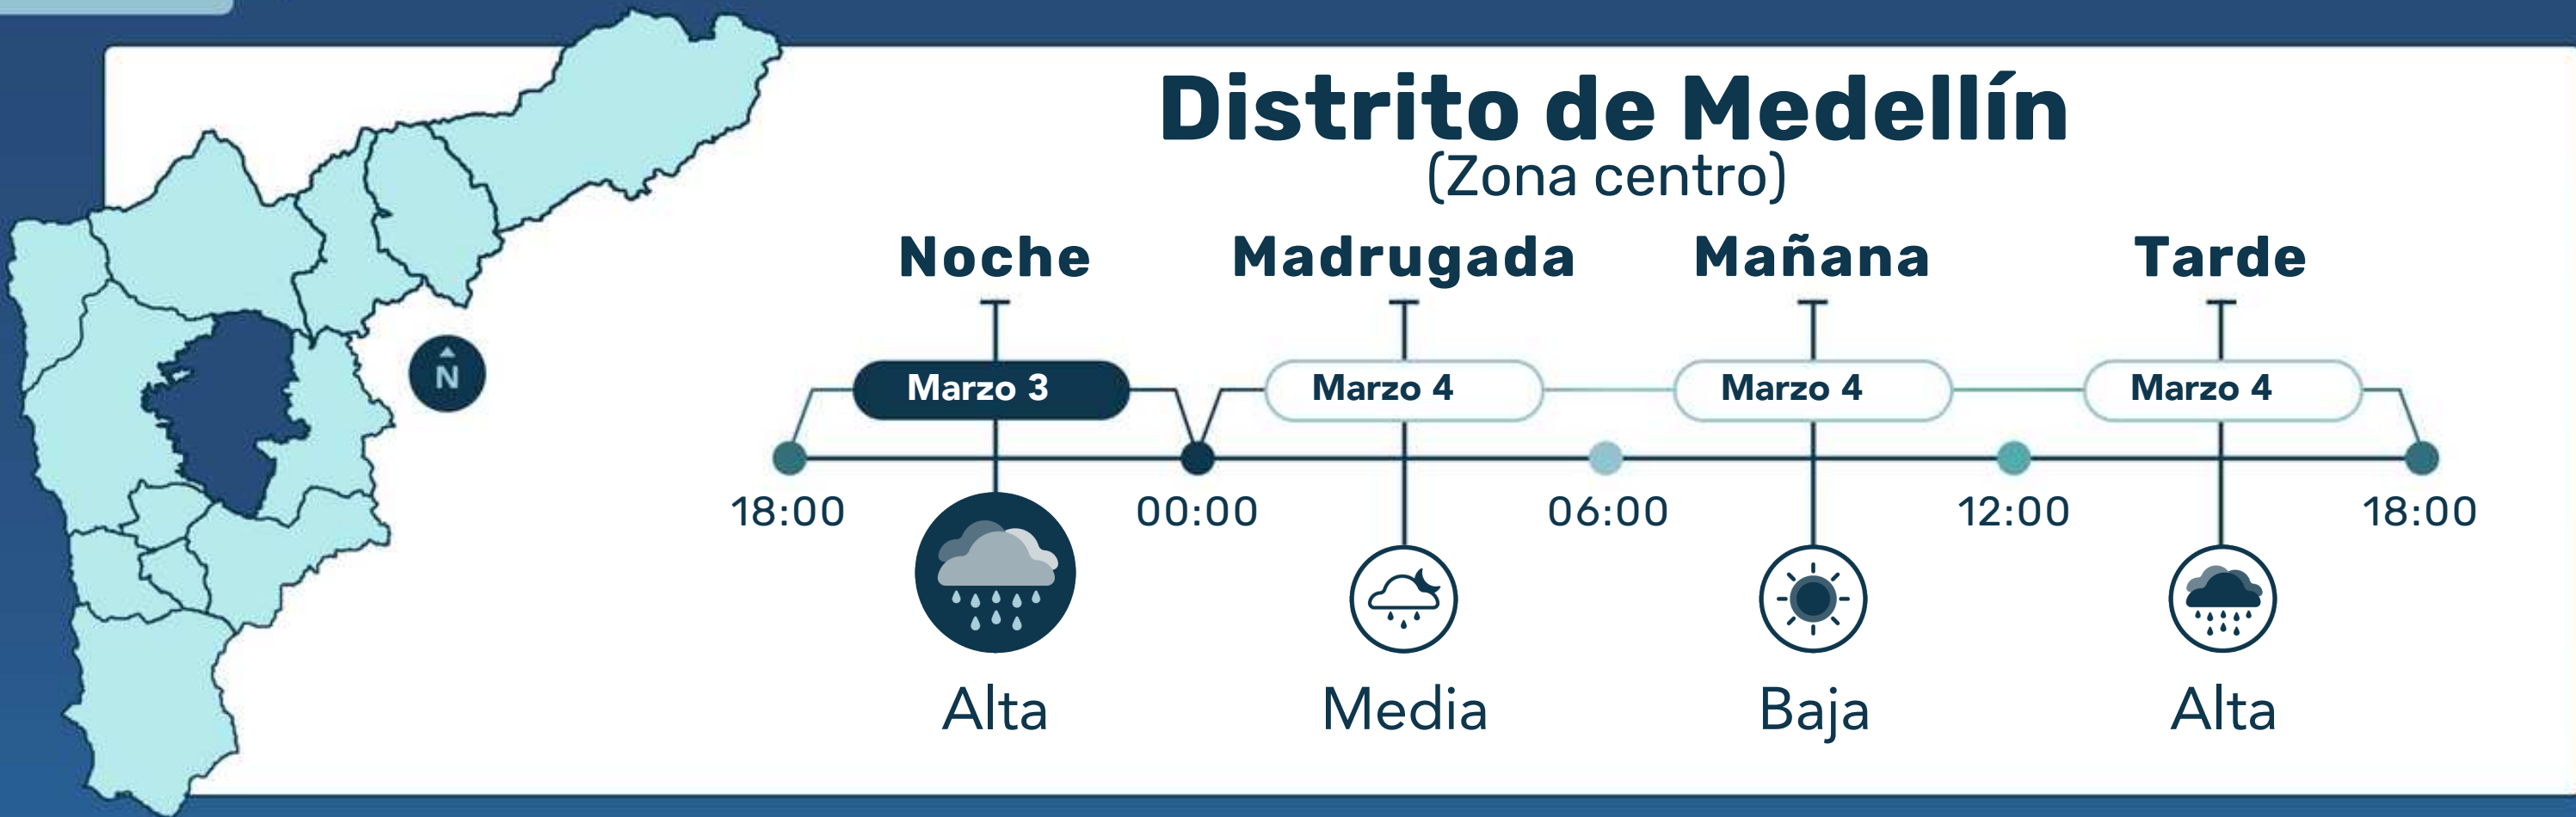 Distrito de Medellín
(Zona centro)
Noche Madrugada Mañana Tarde
Marzo 3 Marzo 4 Marzo 4 Marzo 4
N
18:00 00:00 06:00 12:00 18:00
Alta Media Baja Alta